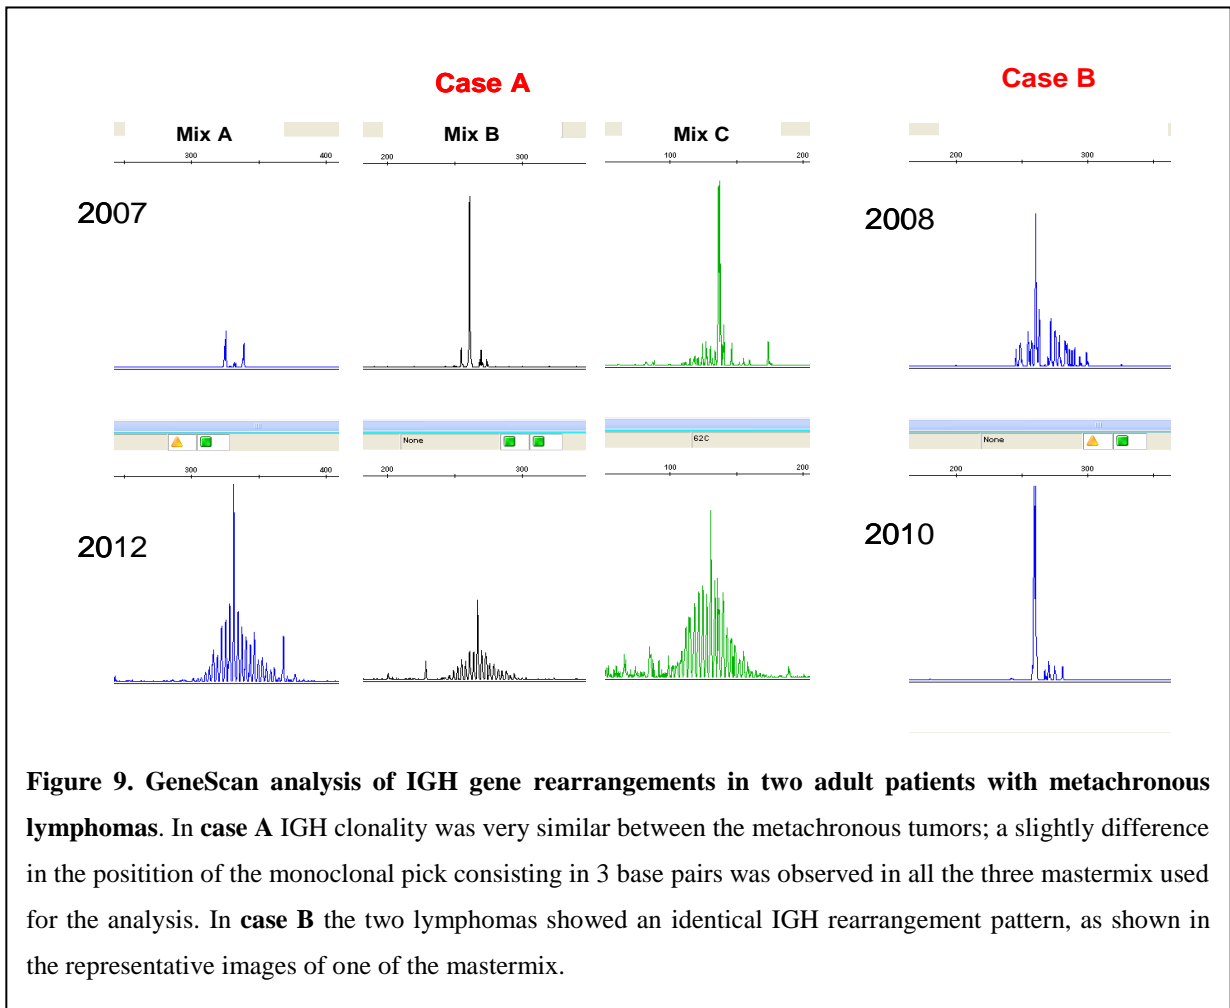 Case A
Case B
Mix A
Mix B
Mix C
300 400
200 300
100 200
200 300
2007
2008
None
62C
None
300 400
200 300
100 200
200 300
2012
2010
Figure 9. GeneScan analysis of IGH gene rearrangements in two adult patients with metachronous
lymphomas. In case A IGH clonality was very similar between the metachronous tumors; a slightly difference
in the positition of the monoclonal pick consisting in 3 base pairs was observed in all the three mastermix used
for the analysis. In case B the two lymphomas showed an identical IGH rearrangement pattern, as shown in
the representative images of one of the mastermix.